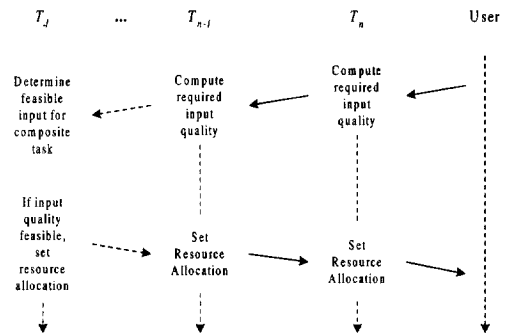 T₁ ... Tₙ₋₁ Tₙ User
Determine
feasible
input for
composite
task
Compute
required
input
quality
Compute
required
input
quality
If input
quality
feasible,
set
resource
allocation
Set
Resource
Allocation
Set
Resource
Allocation